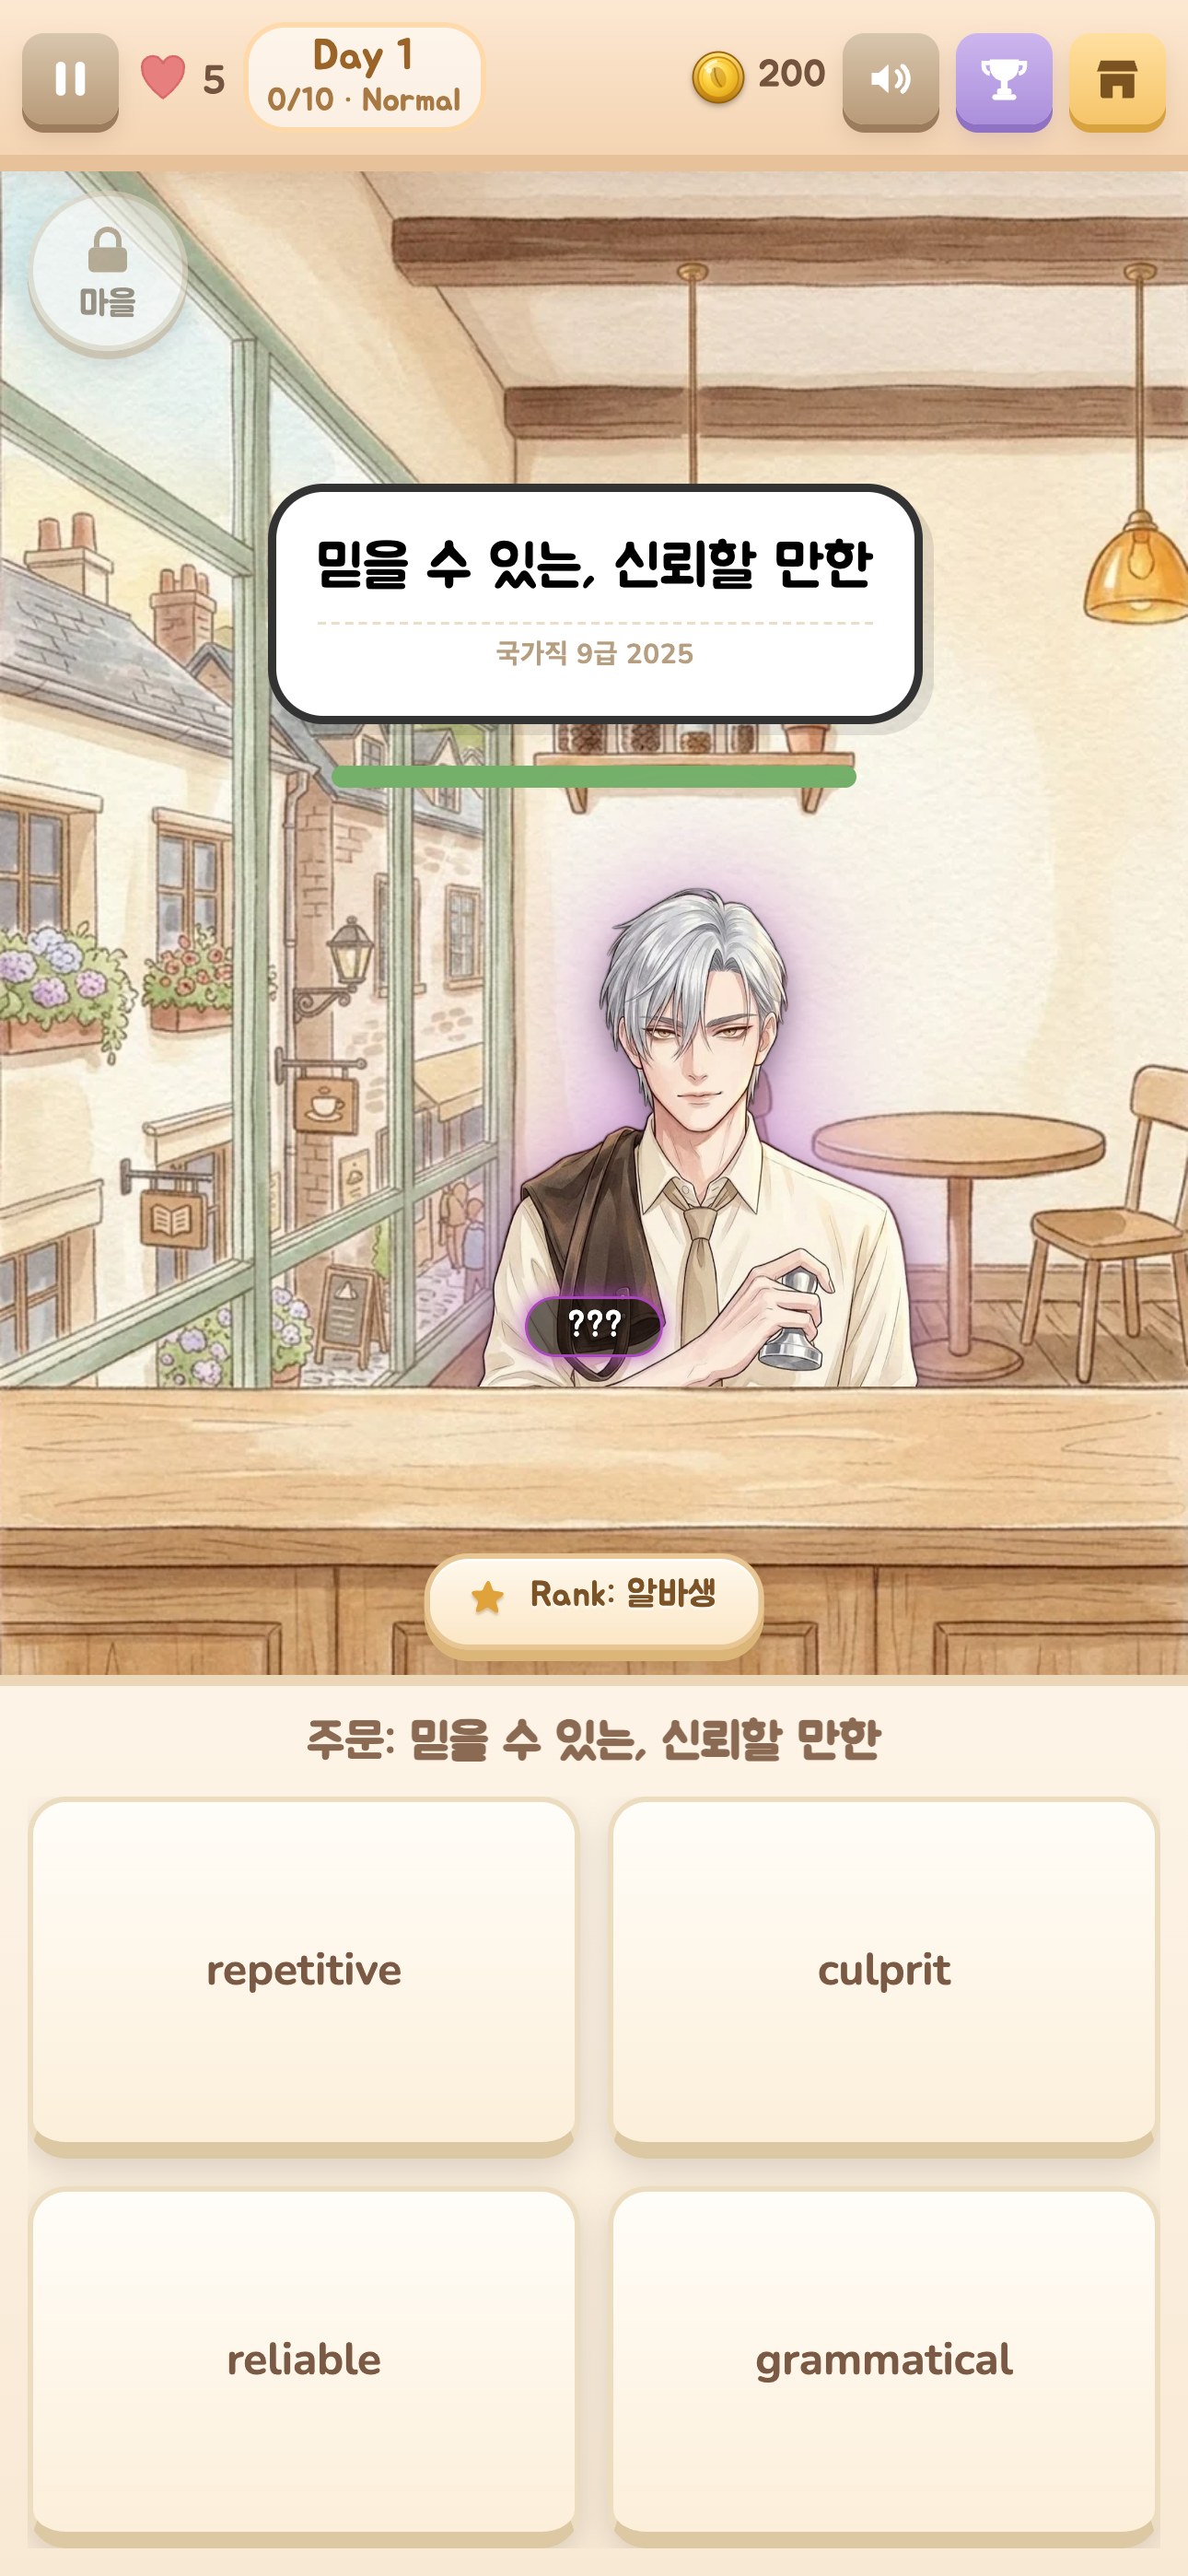 5
Day 1
0/10 · Normal
200
마을
믿을 수 있는, 신뢰할 만한
국가직 9급 2025
???
Rank: 알바생
주문: 믿을 수 있는, 신뢰할 만한
repetitive
culprit
reliable
grammatical